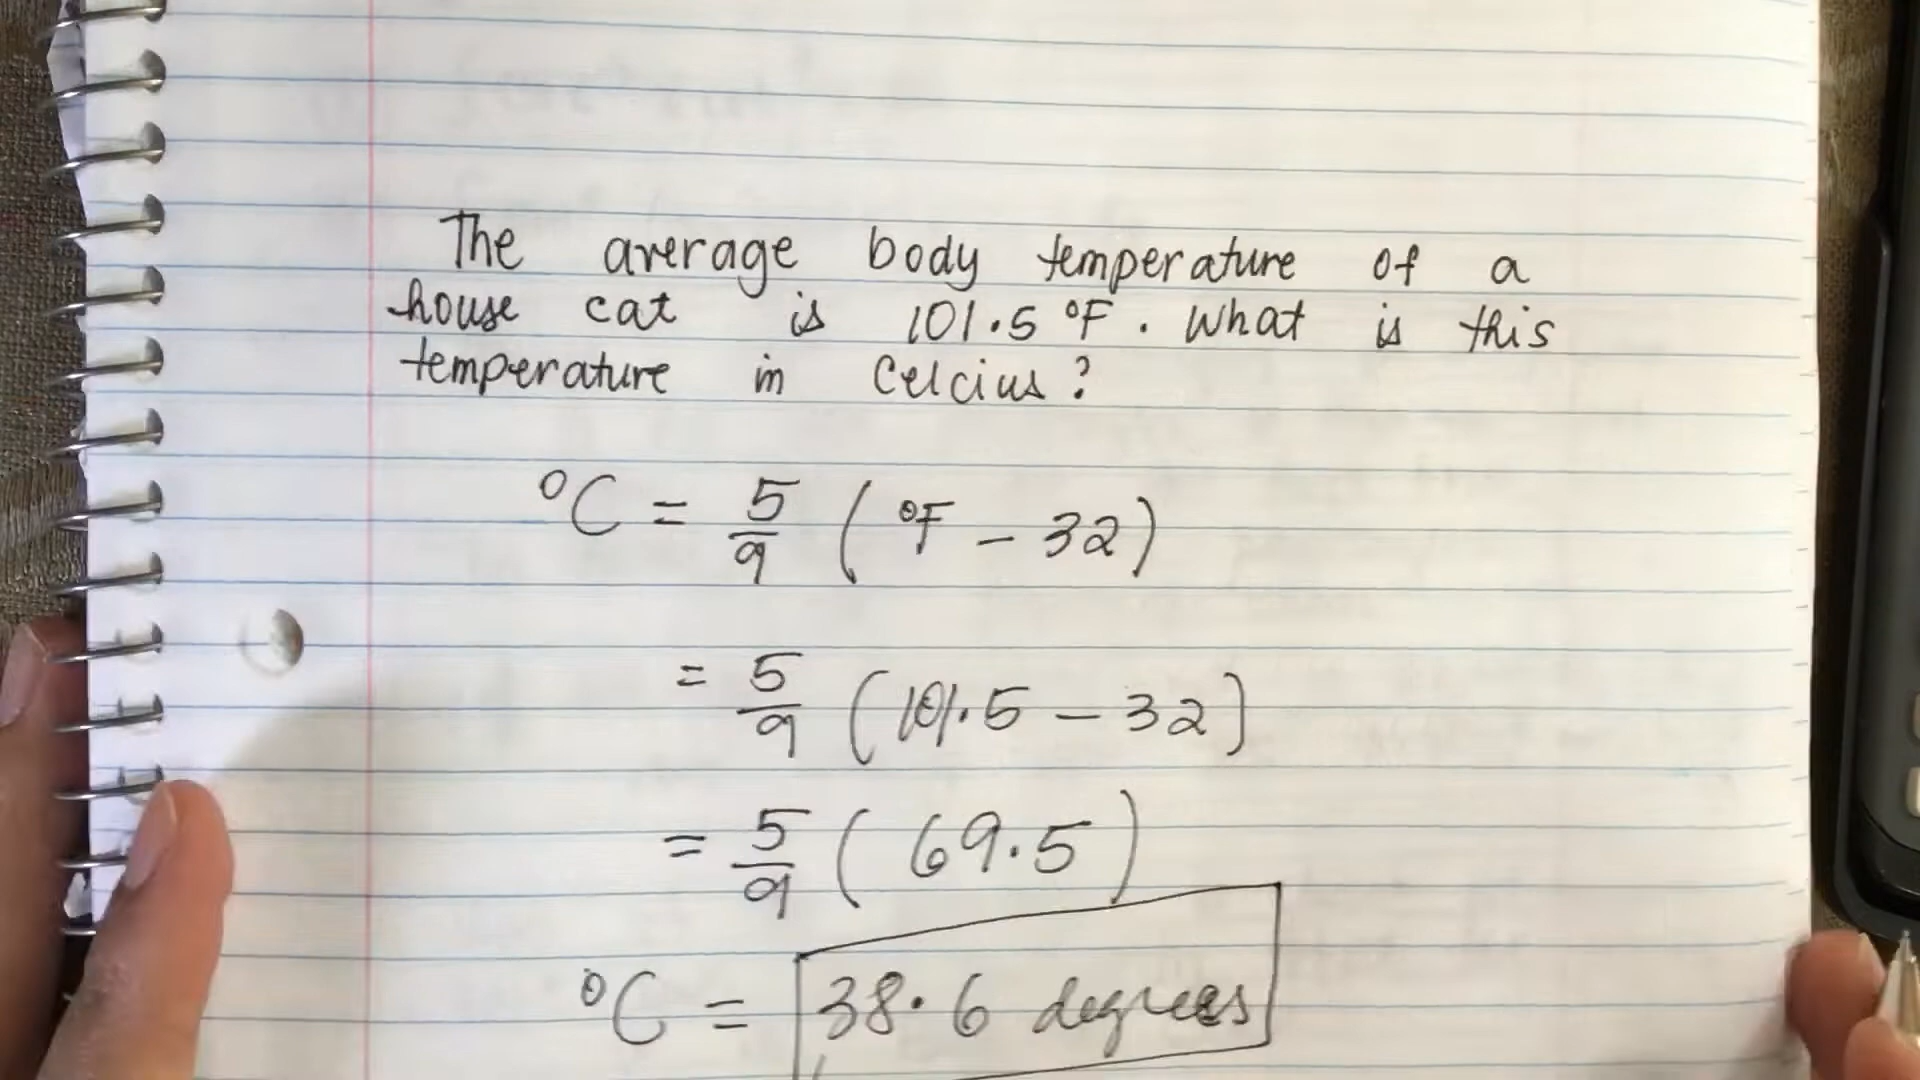 The average body temperature of a
house cat is 101.5 °F. What is this
temperature in Celcius?
°C = 5/9 (°F - 32)
= 5/9 (101.5 - 32)
= 5/9 (69.5)
°C = 38.6 degrees